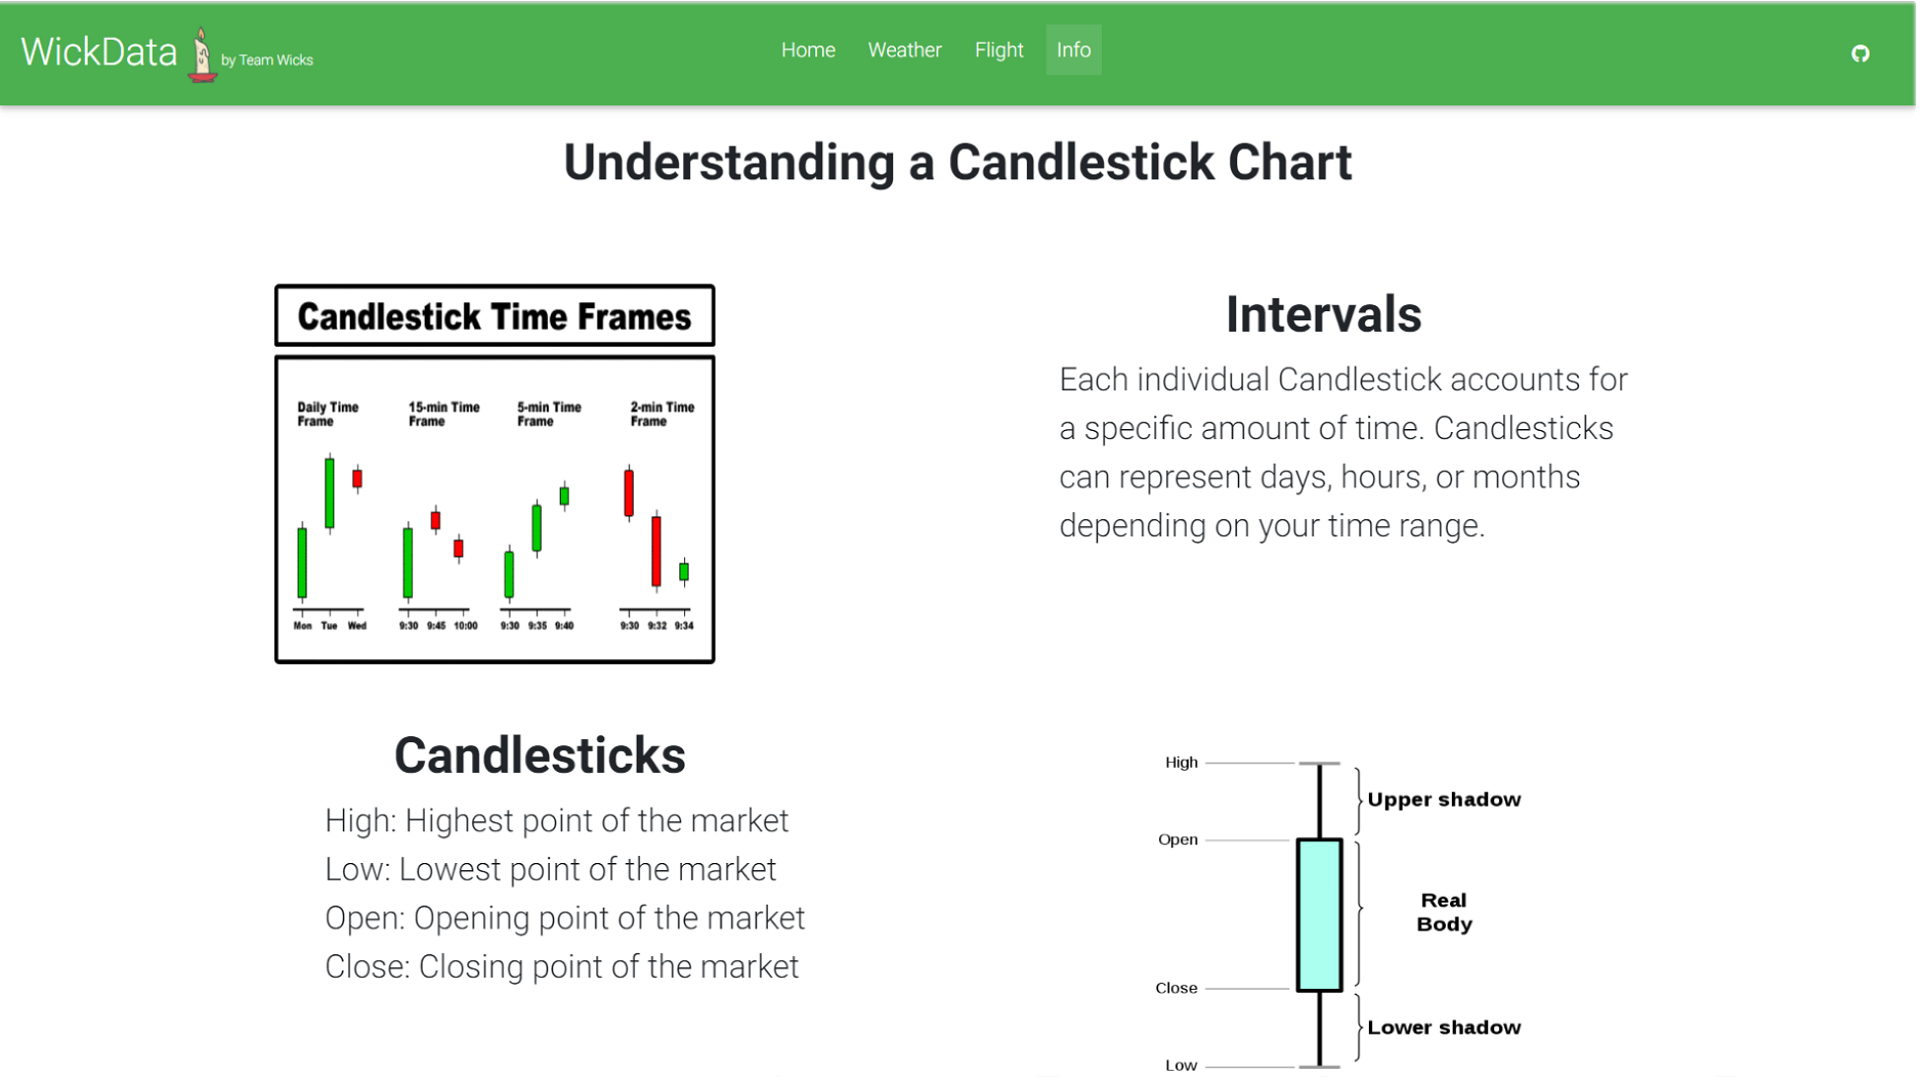 WickData by Team Wicks
Home Weather Flight Info
Understanding a Candlestick Chart
Candlestick Time Frames
Daily Time
Frame
15-min Time
Frame
5-min Time
Frame
2-min Time
Frame
Mon Tue Wed
9:30 9:45 10:00
9:30 9:35 9:40
9:30 9:32 9:34
Intervals
Each individual Candlestick accounts for
a specific amount of time. Candlesticks
can represent days, hours, or months
depending on your time range.
Candlesticks
High: Highest point of the market
Low: Lowest point of the market
Open: Opening point of the market
Close: Closing point of the market
High
Upper shadow
Open
Real
Body
Close
Lower shadow
Low